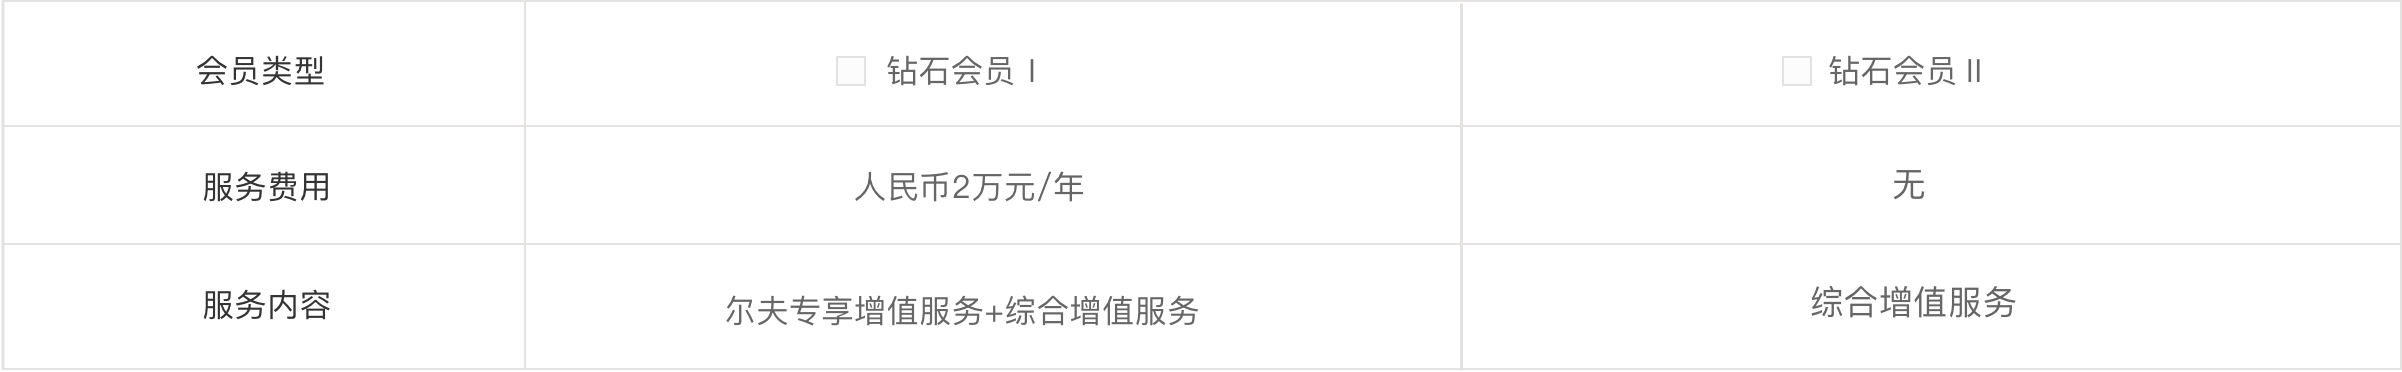 会员类型
钻石会员 I
钻石会员 II
服务费用
人民币2万元/年
无
服务内容
尔夫专享增值服务+综合增值服务
综合增值服务